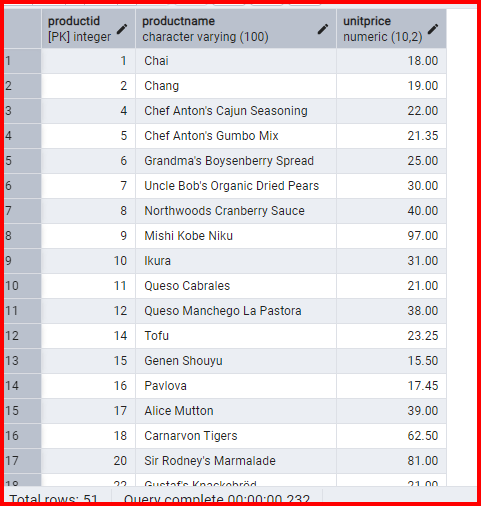 productid productname unitprice
[PK] integer character varying (100) numeric (10,2)
1 1 Chai 18.00
2 2 Chang 19.00
3 4 Chef Anton's Cajun Seasoning 22.00
4 5 Chef Anton's Gumbo Mix 21.35
5 6 Grandma's Boysenberry Spread 25.00
6 7 Uncle Bob's Organic Dried Pears 30.00
7 8 Northwoods Cranberry Sauce 40.00
8 9 Mishi Kobe Niku 97.00
9 10 Ikura 31.00
10 11 Queso Cabrales 21.00
11 12 Queso Manchego La Pastora 38.00
12 14 Tofu 23.25
13 15 Genen Shouyu 15.50
14 16 Pavlova 17.45
15 17 Alice Mutton 39.00
16 18 Carnarvon Tigers 62.50
17 20 Sir Rodney's Marmalade 81.00
18 22 Gustaf's Knäckebröd 21.00
Total rows: 51 Query complete 00:00:00.232